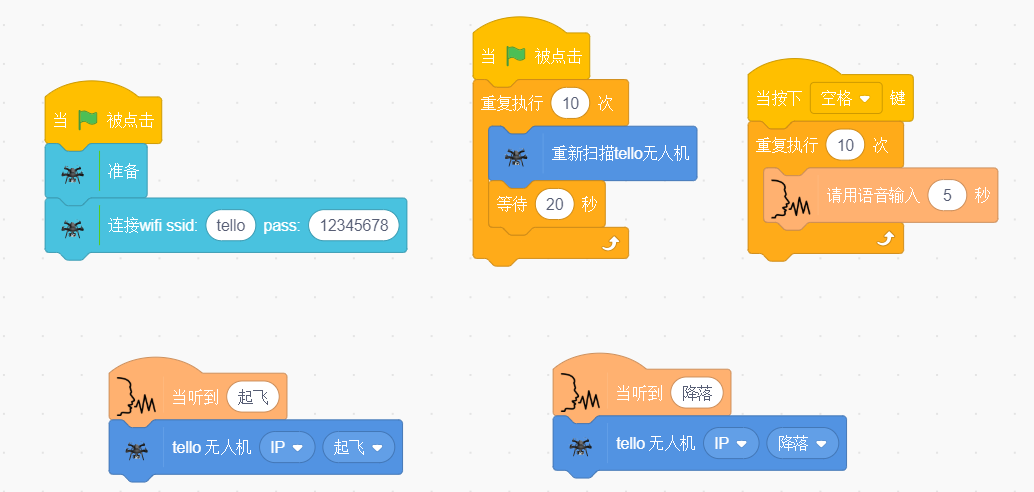 当 被点击
准备
连接wifi ssid: tello pass: 12345678
当 被点击
重复执行 10 次
重新扫描tello无人机
等待 20 秒
当按下 空格 键
重复执行 10 次
请用语音输入 5 秒
当听到 起飞
tello 无人机 IP 起飞
当听到 降落
tello 无人机 IP 降落